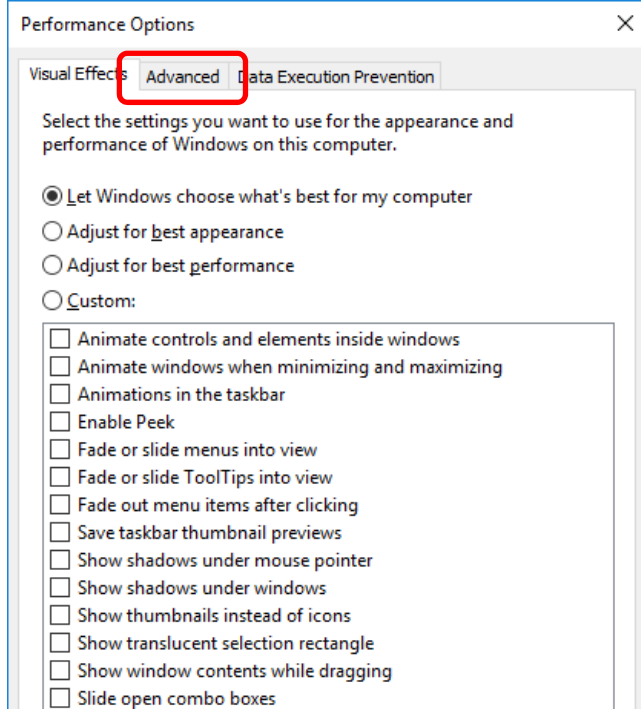 Performance Options
Visual Effects Advanced Data Execution Prevention
Select the settings you want to use for the appearance and
performance of Windows on this computer.
Let Windows choose what's best for my computer
Adjust for best appearance
Adjust for best performance
Custom:
Animate controls and elements inside windows
Animate windows when minimizing and maximizing
Animations in the taskbar
Enable Peek
Fade or slide menus into view
Fade or slide ToolTips into view
Fade out menu items after clicking
Save taskbar thumbnail previews
Show shadows under mouse pointer
Show shadows under windows
Show thumbnails instead of icons
Show translucent selection rectangle
Show window contents while dragging
Slide open combo boxes